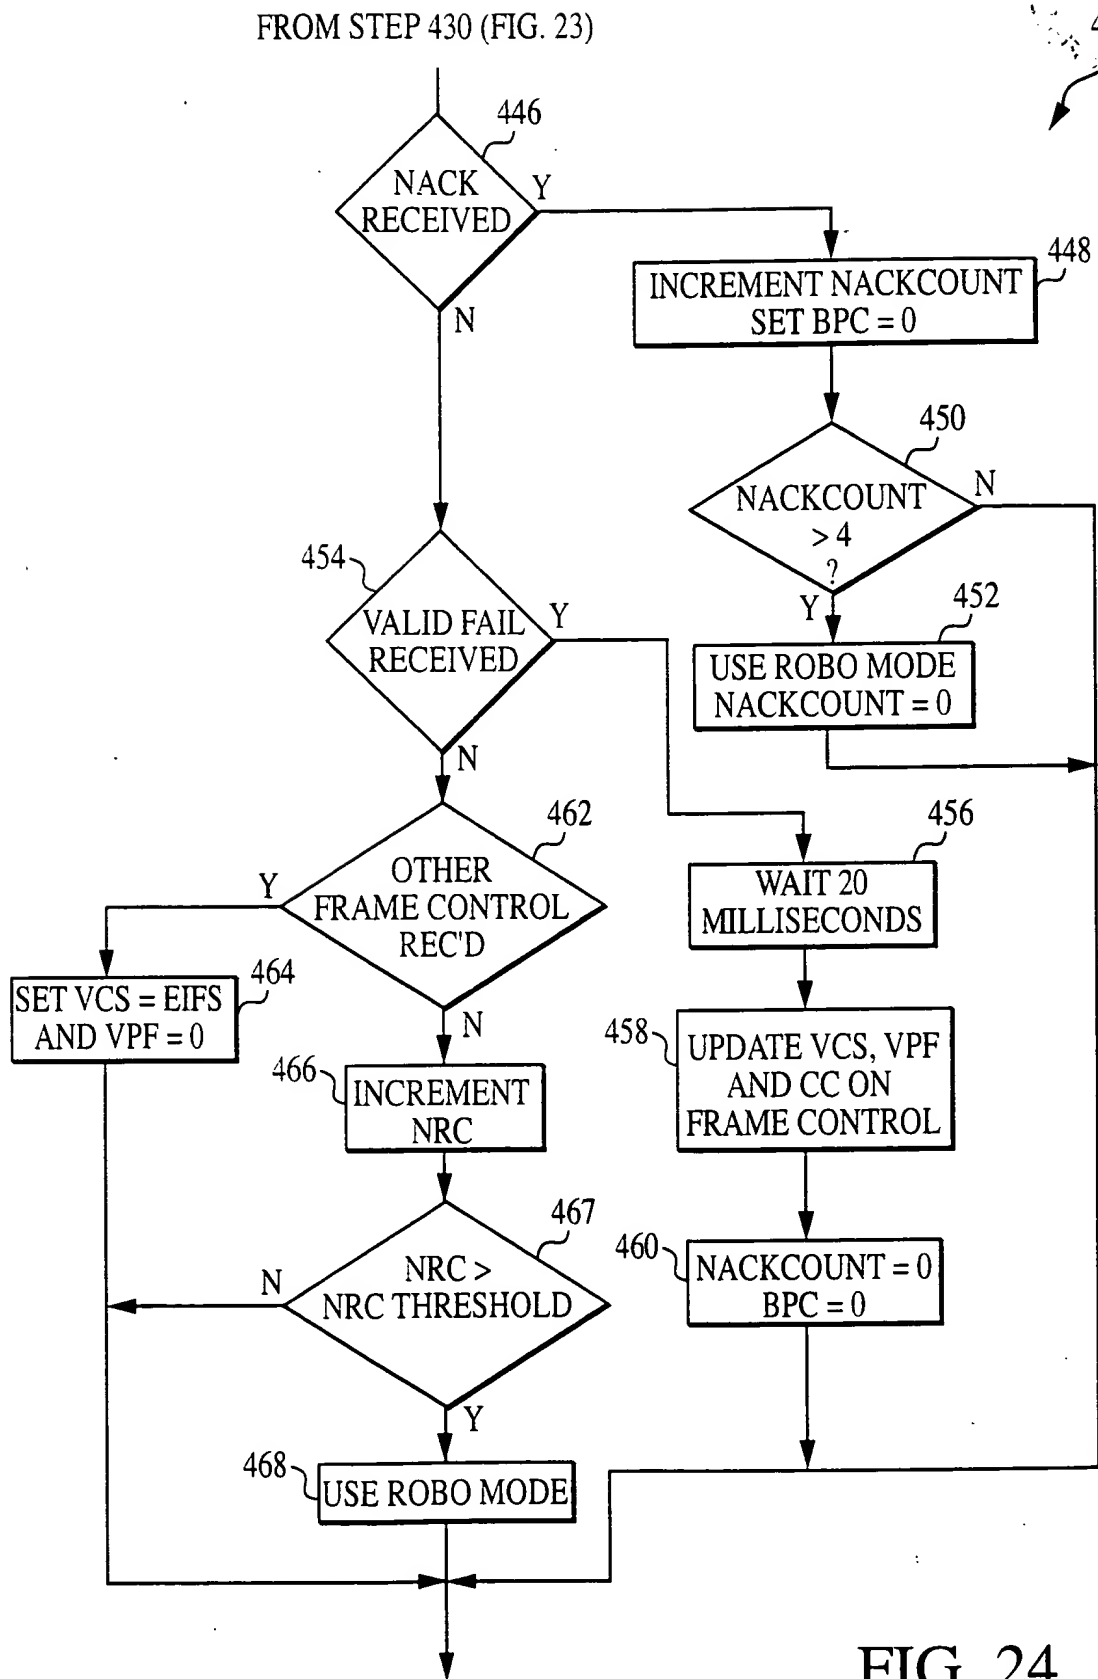 FROM STEP 430 (FIG. 23)
4
446
NACK
RECEIVED
Y
N
448
INCREMENT NACKCOUNT
SET BPC = 0
450
NACKCOUNT
> 4
?
N
Y
452
USE ROBO MODE
NACKCOUNT = 0
454
VALID FAIL
RECEIVED
Y
N
456
WAIT 20
MILLISECONDS
458
UPDATE VCS, VPF
AND CC ON
FRAME CONTROL
460
NACKCOUNT = 0
BPC = 0
462
OTHER
FRAME CONTROL
REC'D
Y
N
464
SET VCS = EIFS
AND VPF = 0
466
INCREMENT
NRC
467
NRC >
NRC THRESHOLD
N
Y
468
USE ROBO MODE
FIG. 24